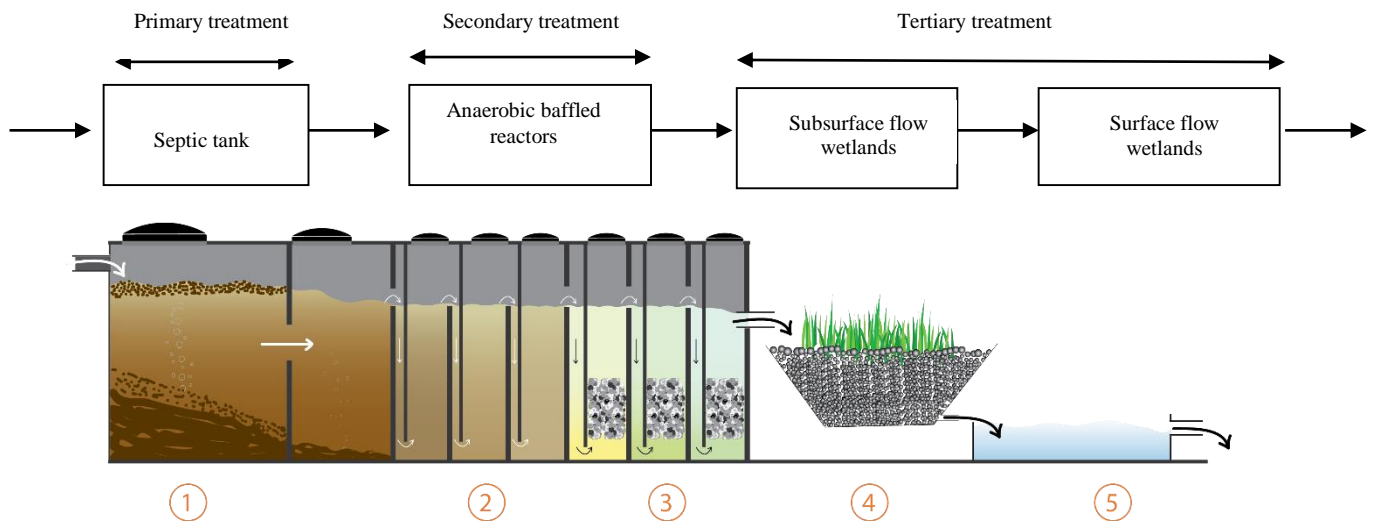 Primary treatment
Secondary treatment
Tertiary treatment
Septic tank
Anaerobic baffled
reactors
Subsurface flow
wetlands
Surface flow
wetlands
1
2
3
4
5